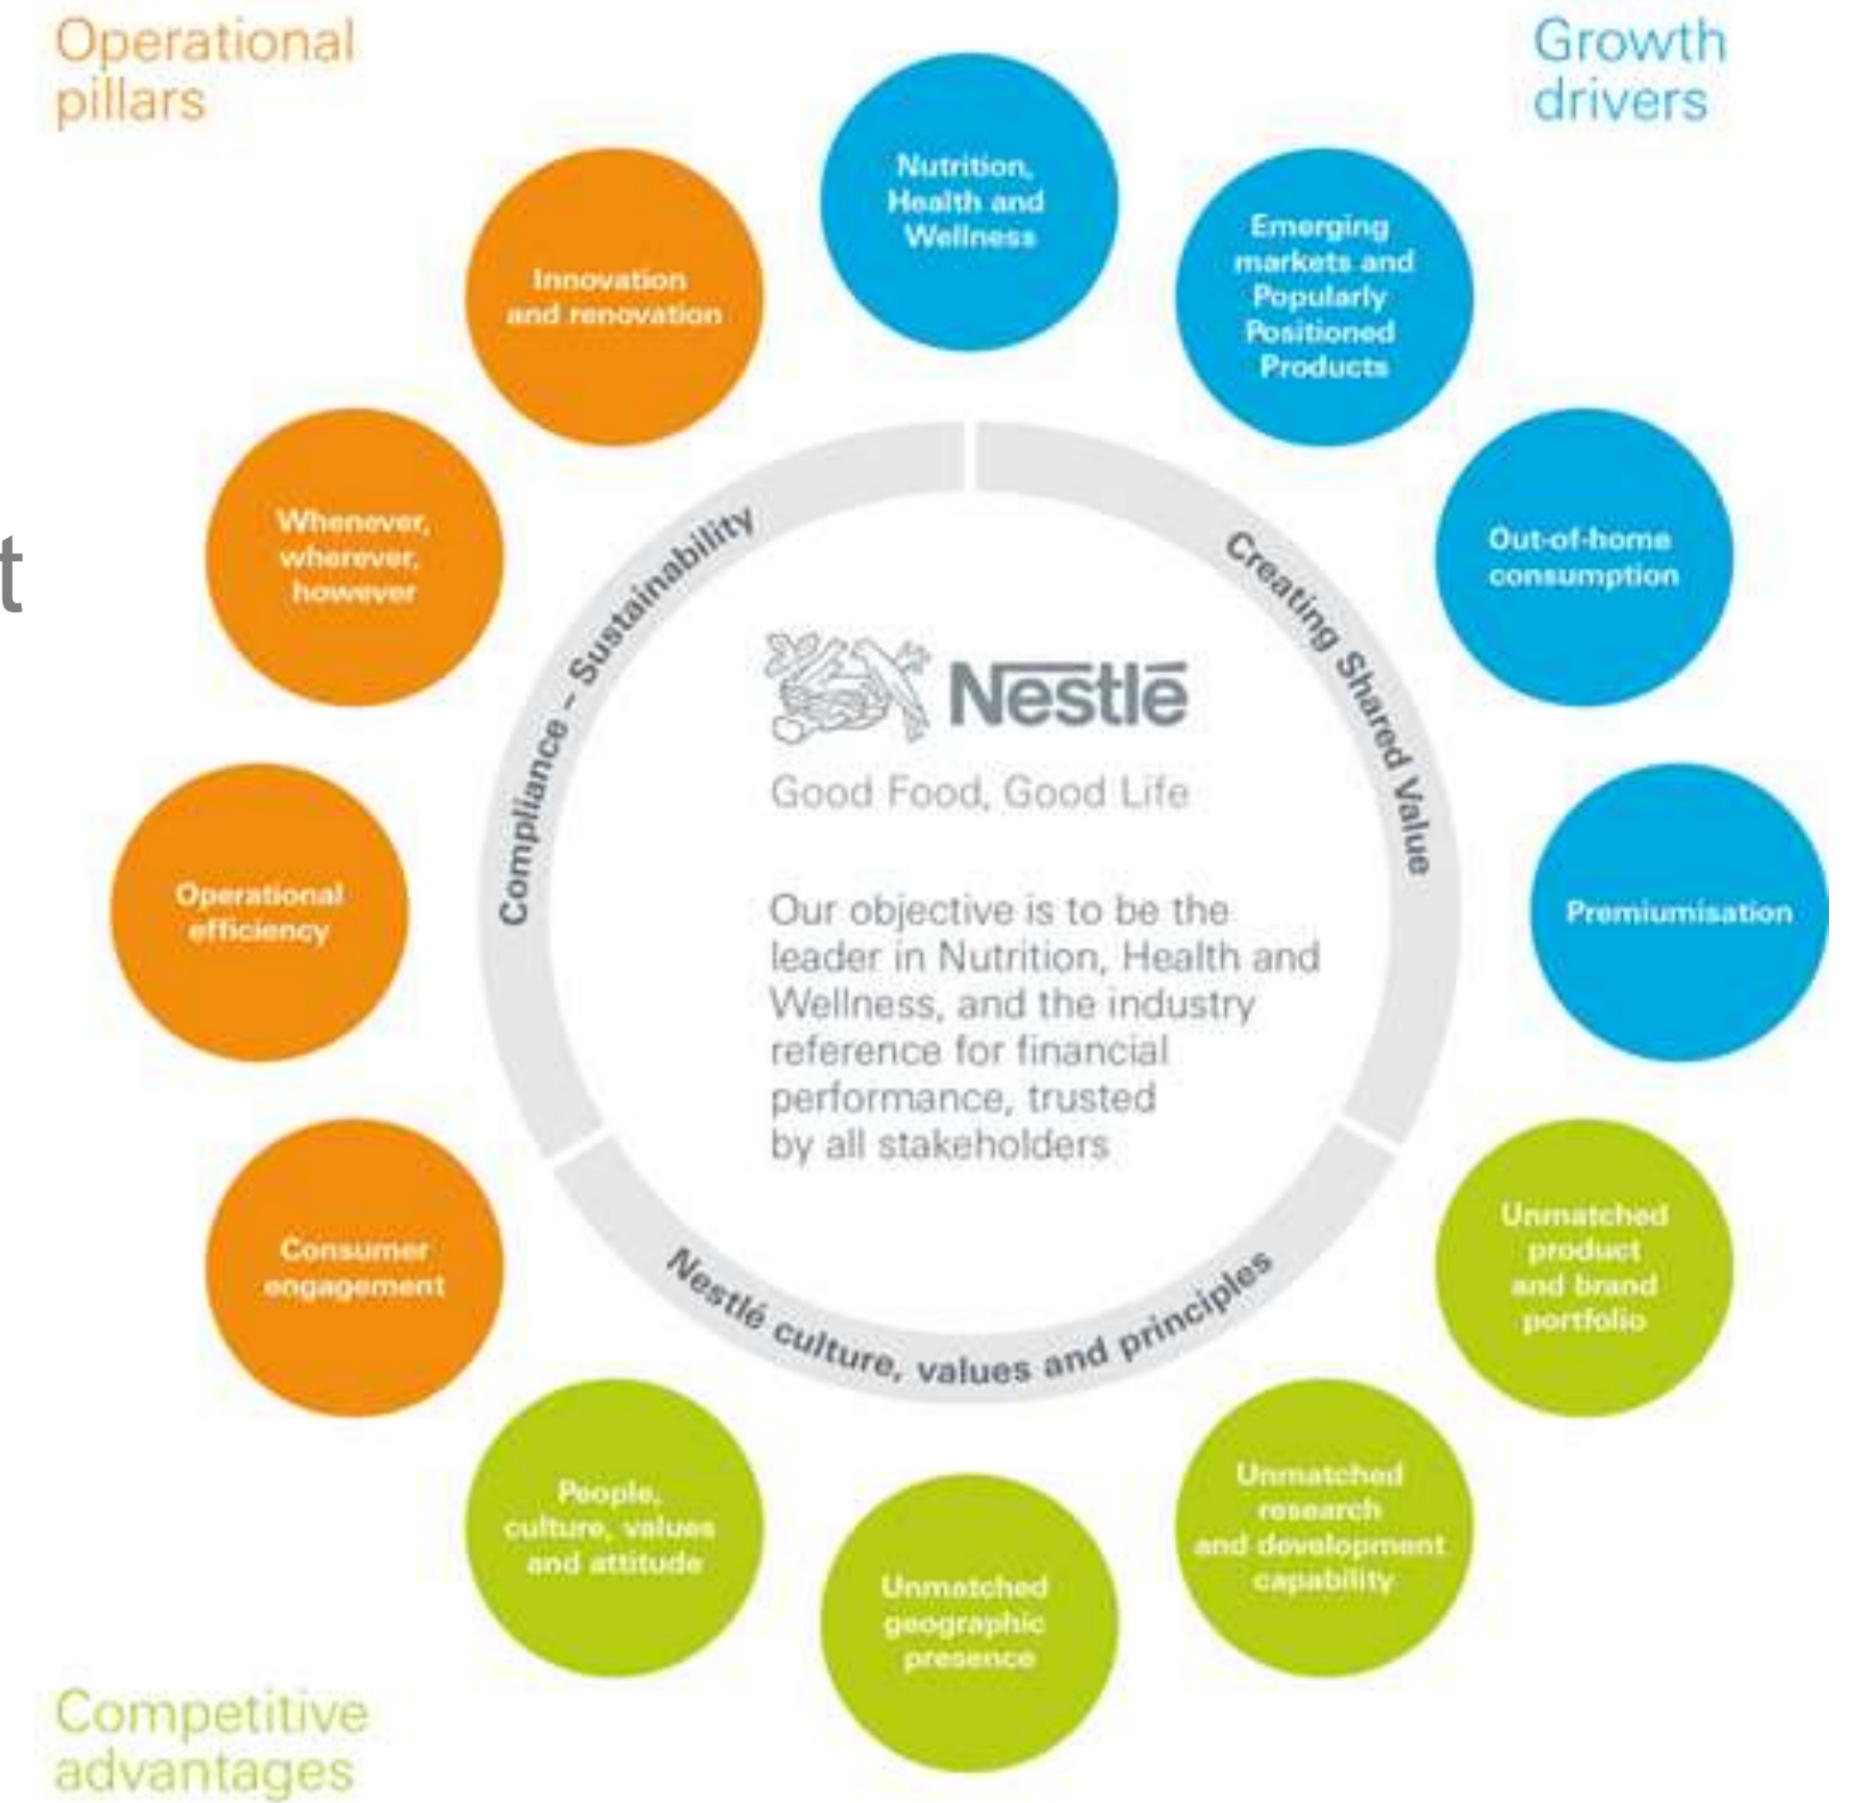 Operational
pillars
Growth
drivers
Nutrition,
Health and
Wellness
Emerging
markets and
Popularly
Positioned
Products
Out-of-home
consumption
Premiumisation
Unmatched
product
and brand
portfolio
Unmatched
research
and development
capability
Unmatched
geographic
presence
People,
culture, values
and attitude
Consumer
engagement
Operational
efficiency
Whenever,
wherever,
however
Innovation
and renovation
t
Compliance – Sustainability
Creating Shared Value
Nestlé culture, values and principles
Nestlé
Good Food, Good Life
Our objective is to be the
leader in Nutrition, Health and
Wellness, and the industry
reference for financial
performance, trusted
by all stakeholders
Competitive
advantages